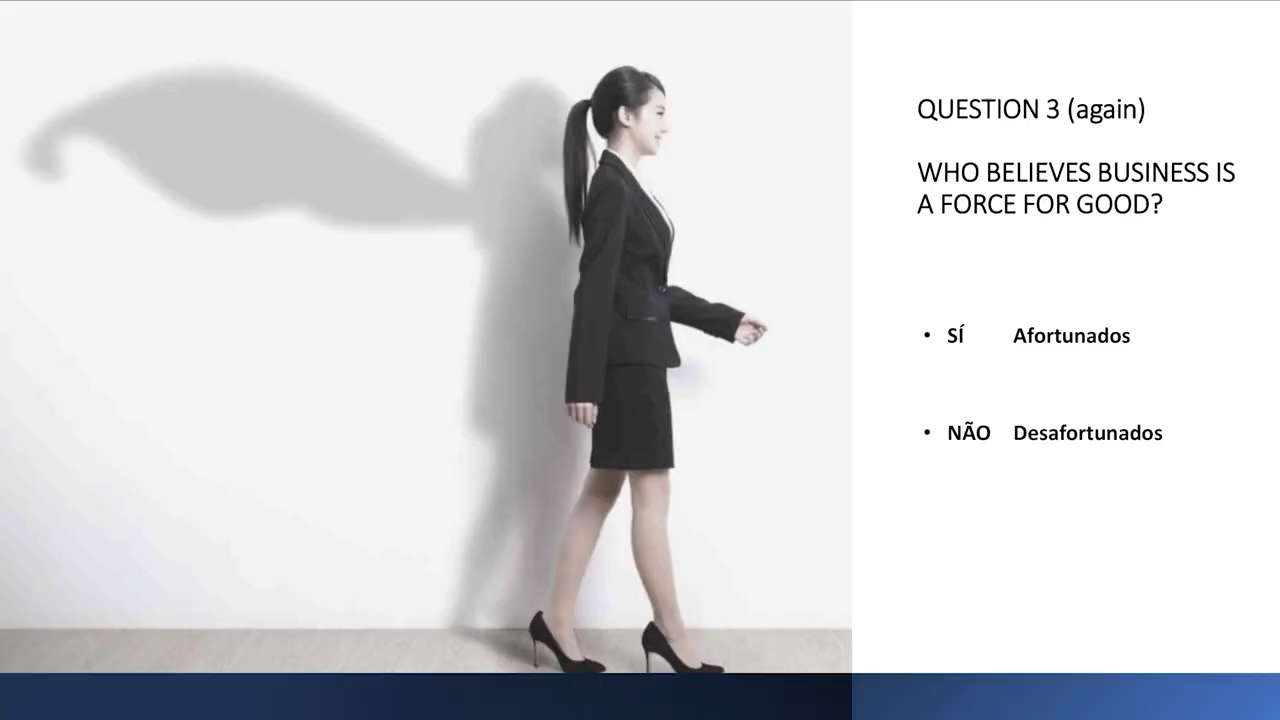 QUESTION 3 (again)
WHO BELIEVES BUSINESS IS
A FORCE FOR GOOD?
• SÍ Afortunados
• NÃO Desafortunados